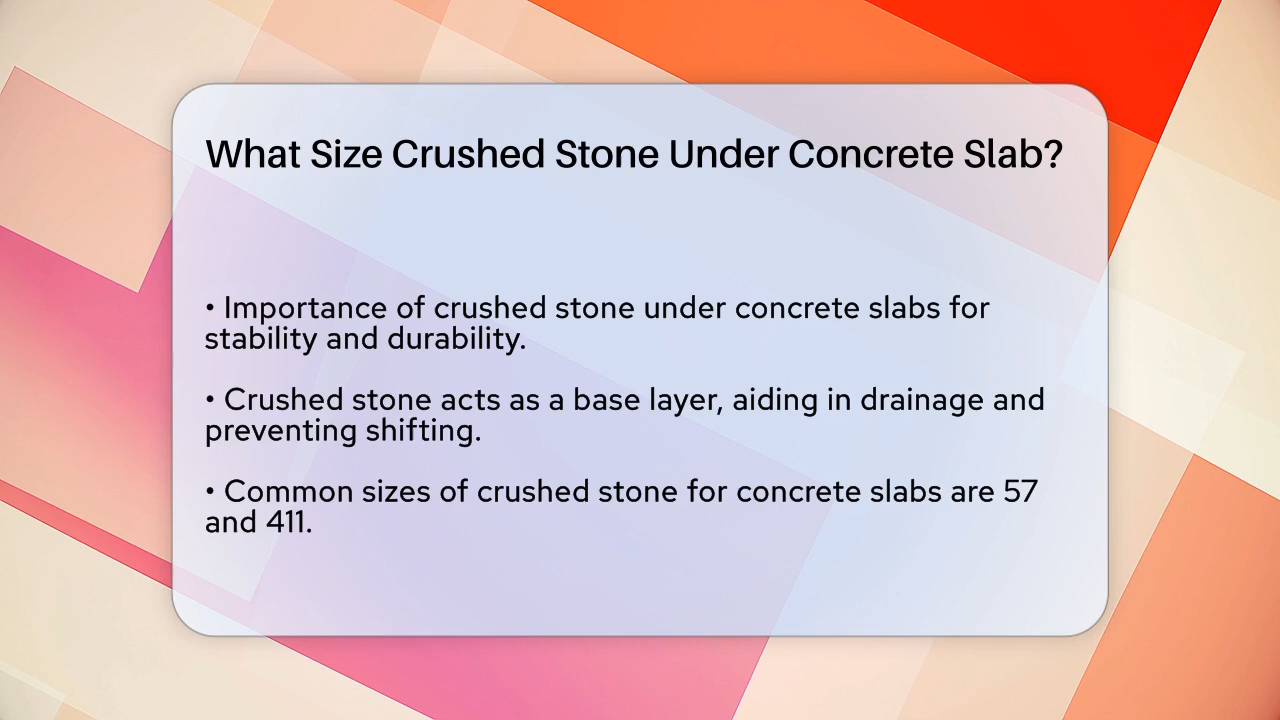 What Size Crushed Stone Under Concrete Slab?
• Importance of crushed stone under concrete slabs for
stability and durability.
• Crushed stone acts as a base layer, aiding in drainage and
preventing shifting.
• Common sizes of crushed stone for concrete slabs are 57
and 411.